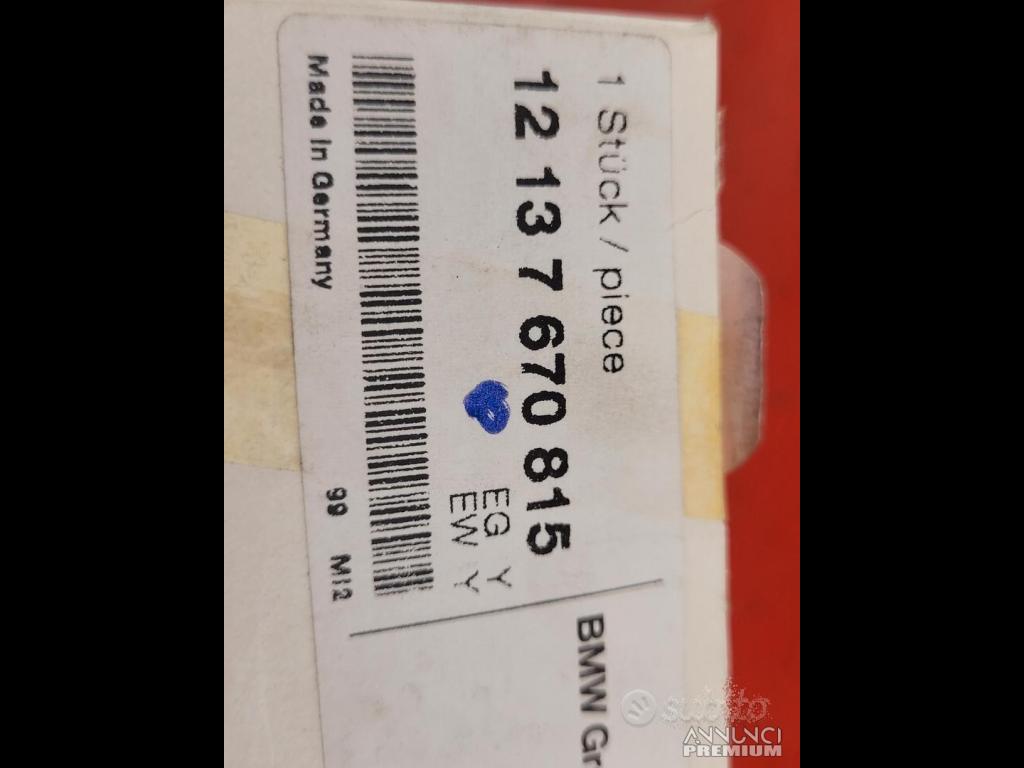 1 Stück / piece
12 13 7 670 815
EG Y
EW Y
Made in Germany
99 M12
BMW Gr
subito
ANNUNCI
PREMIUM